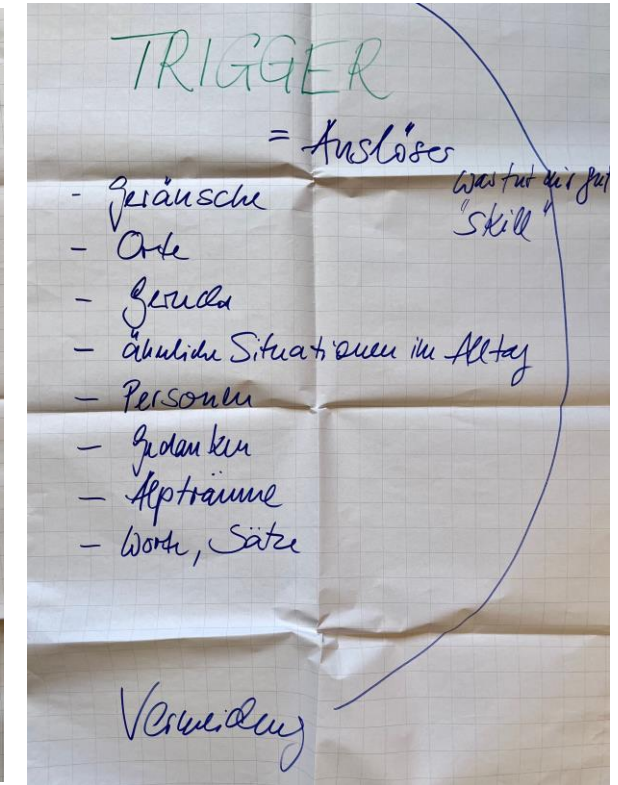 TRIGGER
= Auslöser
was tut mir gut
"Skill"
- Geräusche
- Orte
- Gerüche
- ähnliche Situationen im Alltag
- Personen
- Gedanken
- Alpträume
- Worte, Sätze
Vermeidung